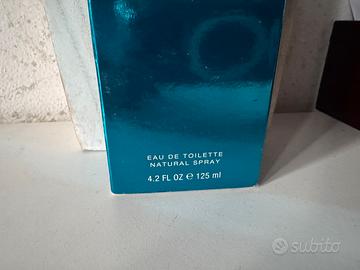 EAU DE TOILETTE
NATURAL SPRAY
4.2 FL OZ ℮ 125 ml
subito